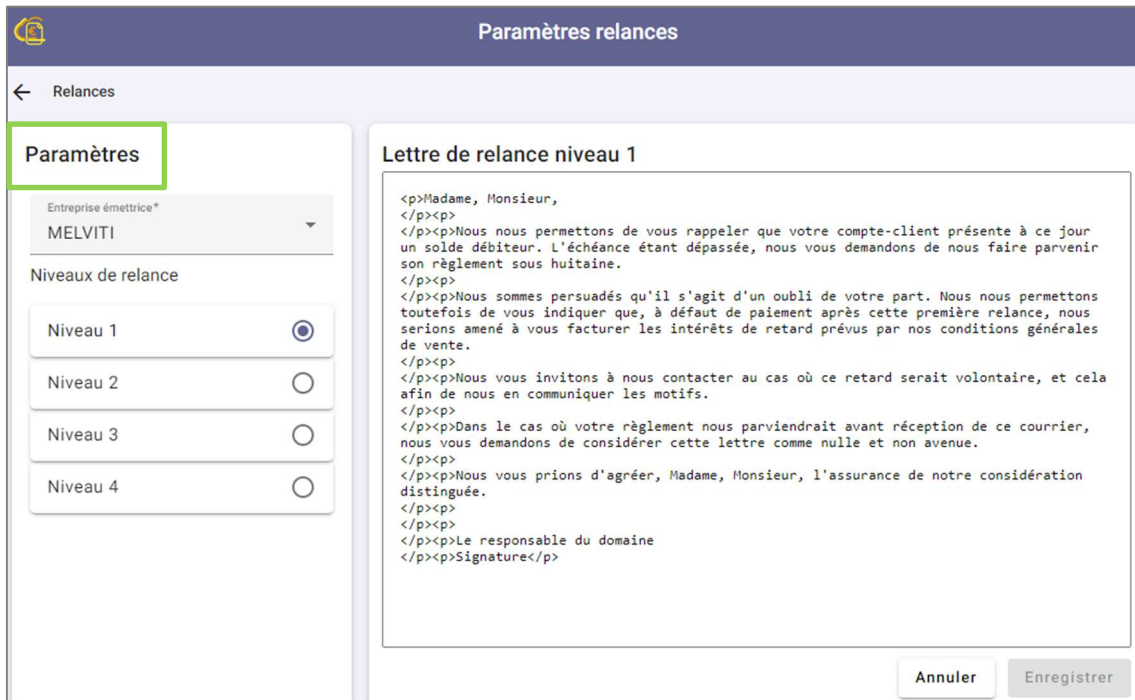 Paramètres relances
Relances
Paramètres
Entreprise émettrice*
MELVITI
Niveaux de relance
Niveau 1
Niveau 2
Niveau 3
Niveau 4
Lettre de relance niveau 1
<p>Madame, Monsieur,
</p><p>
</p><p>Nous nous permettons de vous rappeler que votre compte-client présente à ce jour
un solde débiteur. L'échéance étant dépassée, nous vous demandons de nous faire parvenir
son règlement sous huitaine.
</p><p>
</p><p>Nous sommes persuadés qu'il s'agit d'un oubli de votre part. Nous nous permettons
toutefois de vous indiquer que, à défaut de paiement après cette première relance, nous
serions amené à vous facturer les intérêts de retard prévus par nos conditions générales
de vente.
</p><p>
</p><p>Nous vous invitons à nous contacter au cas où ce retard serait volontaire, et cela
afin de nous en communiquer les motifs.
</p><p>
</p><p>Dans le cas où votre règlement nous parviendrait avant réception de ce courrier,
nous vous demandons de considérer cette lettre comme nulle et non avenue.
</p><p>
</p><p>Nous vous prions d'agréer, Madame, Monsieur, l'assurance de notre considération
distinguée.
</p><p>
</p><p>
</p><p>Le responsable du domaine
</p><p>Signature</p>
Annuler
Enregistrer